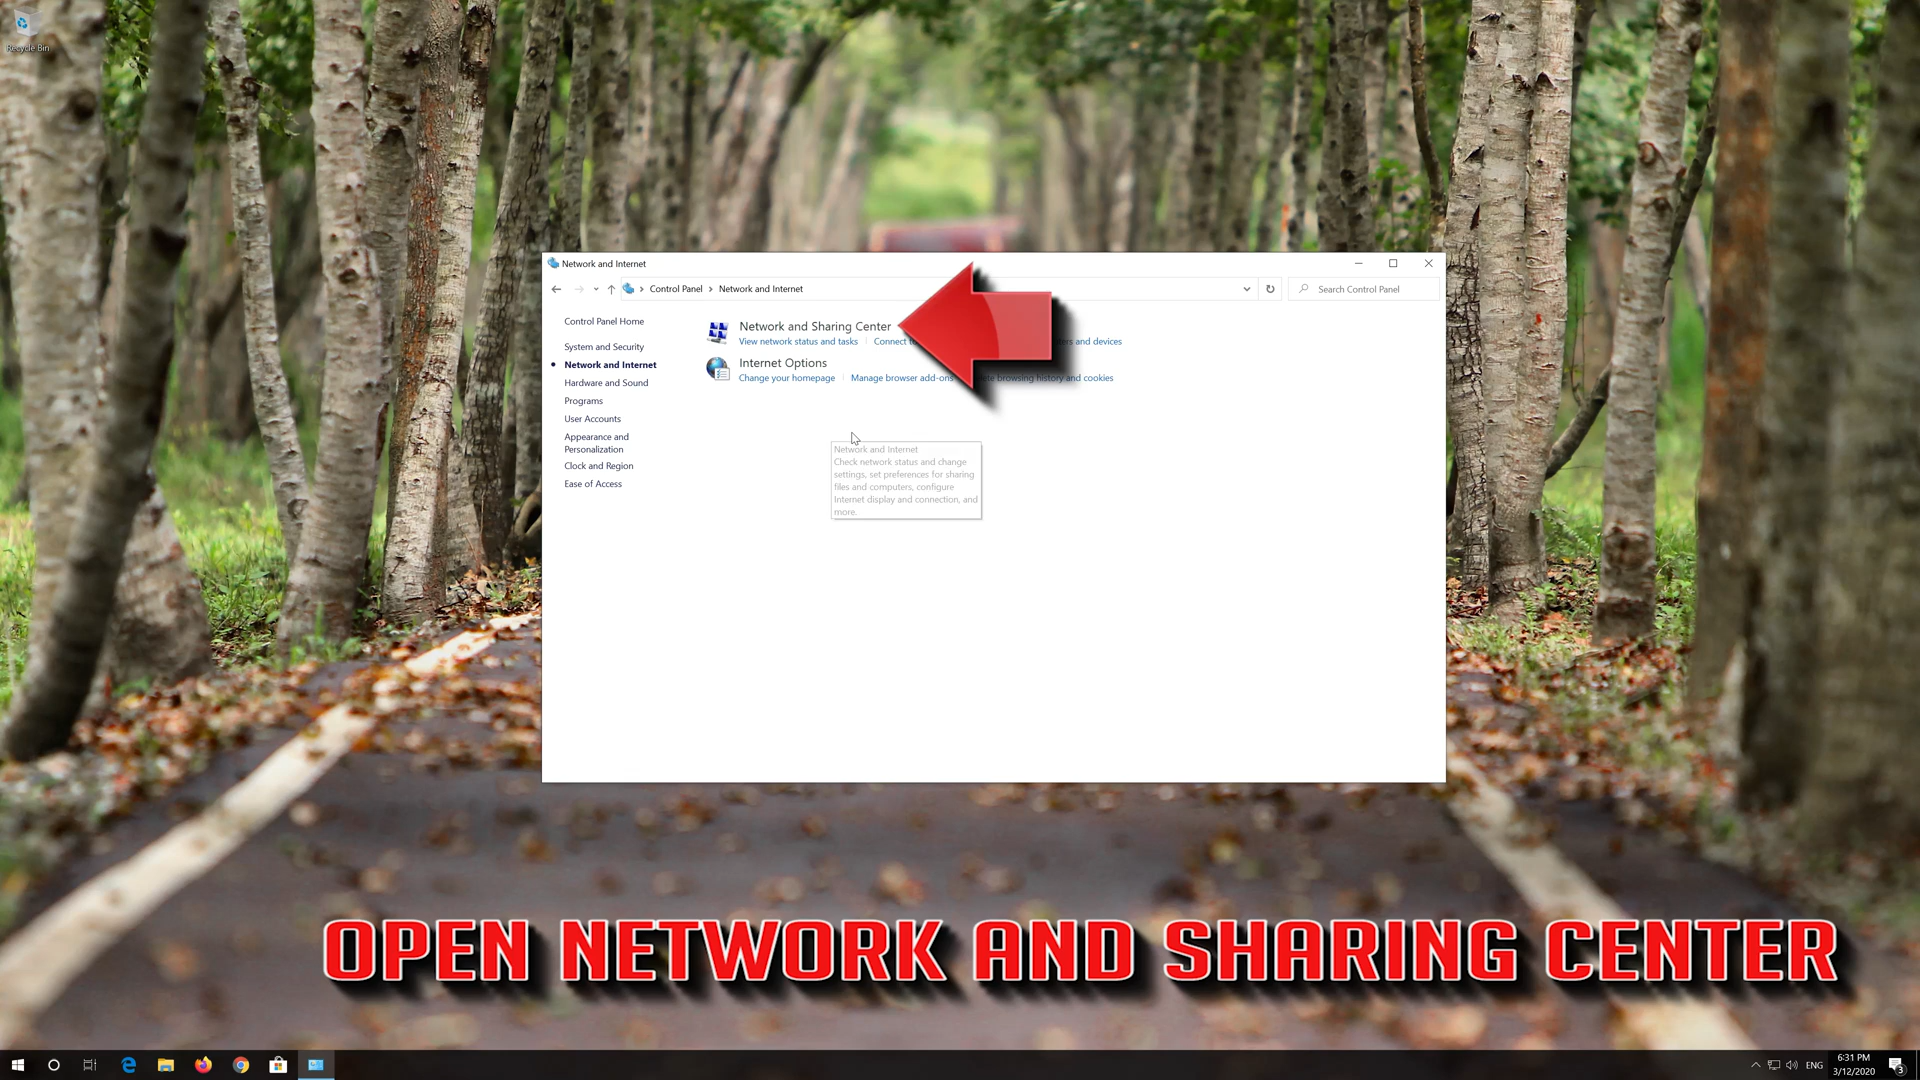 Recycle Bin
Network and Internet
Control Panel › Network and Internet
Search Control Panel
Control Panel Home
System and Security
Network and Internet
Hardware and Sound
Programs
User Accounts
Appearance and
Personalization
Clock and Region
Ease of Access
Network and Sharing Center
View network status and tasks
Connect
and devices
Internet Options
Change your homepage
Manage browser add-ons
browsing history and cookies
Network and Internet
Check network status and change
settings, set preferences for sharing
files and computers, configure
Internet display and connection, and
more.
OPEN NETWORK AND SHARING CENTER
ENG
6:31 PM
3/12/2020
3